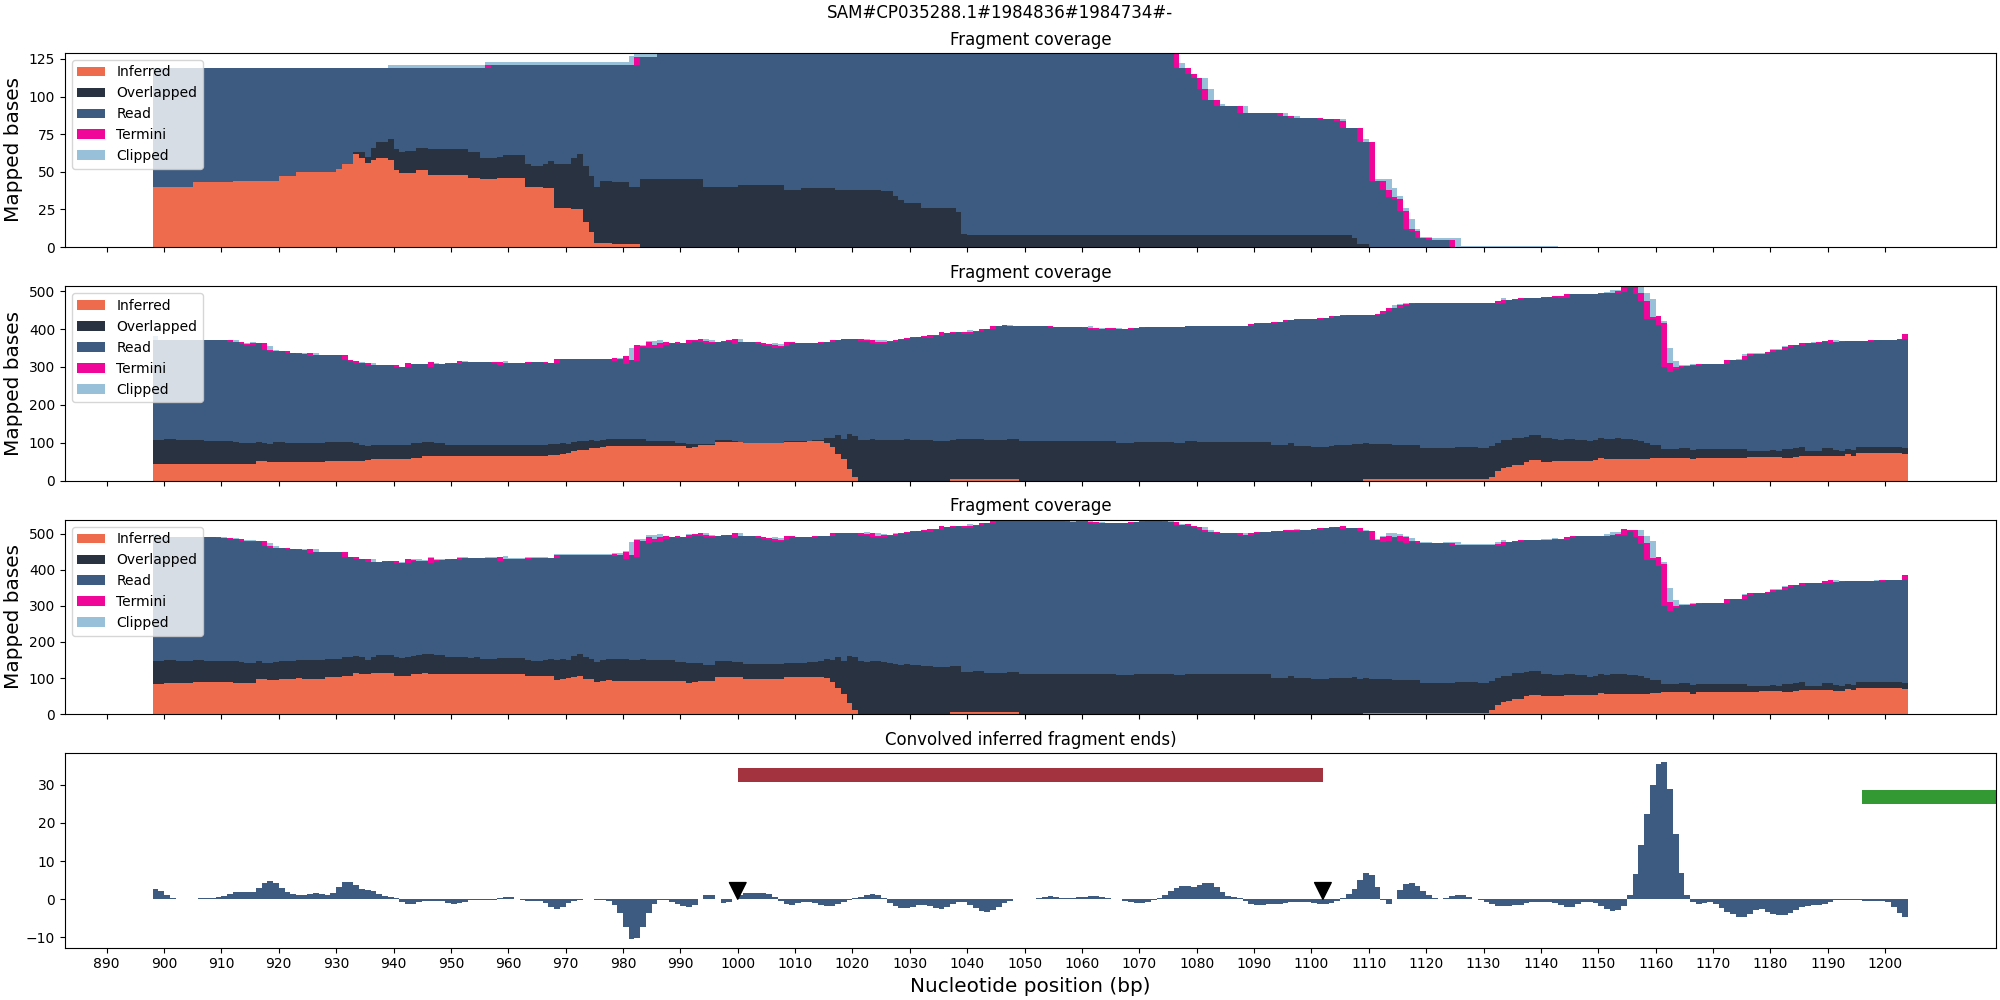 SAM#CP035288.1#1984836#1984734#-
Fragment coverage
Mapped bases
125
100
75
50
25
0
Inferred
Overlapped
Read
Termini
Clipped
Fragment coverage
Mapped bases
500
400
300
200
100
0
Inferred
Overlapped
Read
Termini
Clipped
Fragment coverage
Mapped bases
500
400
300
200
100
0
Inferred
Overlapped
Read
Termini
Clipped
Convolved inferred fragment ends)
30
20
10
0
−10
890 900 910 920 930 940 950 960 970 980 990 1000 1010 1020 1030 1040 1050 1060 1070 1080 1090 1100 1110 1120 1130 1140 1150 1160 1170 1180 1190 1200
Nucleotide position (bp)